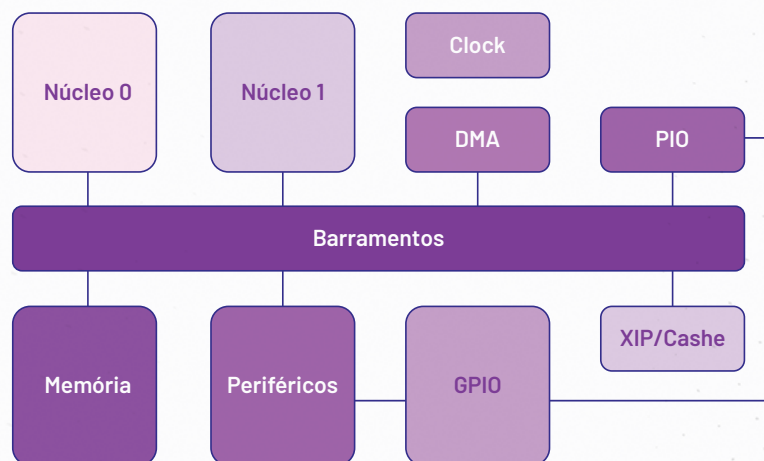 Núcleo 0
Núcleo 1
Clock
DMA
PIO
Barramentos
Memória
Periféricos
GPIO
XIP/Cashe